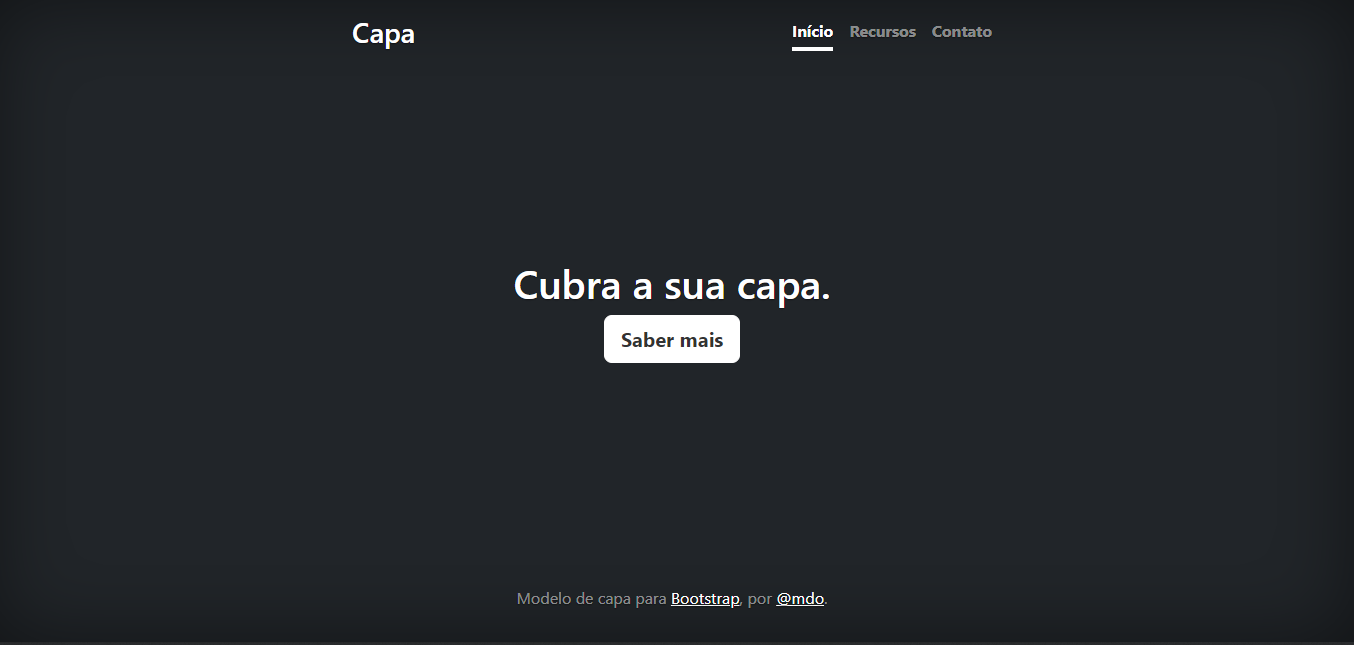 Capa
Início Recursos Contato
Cubra a sua capa.
Saber mais
Modelo de capa para Bootstrap, por @mdo.